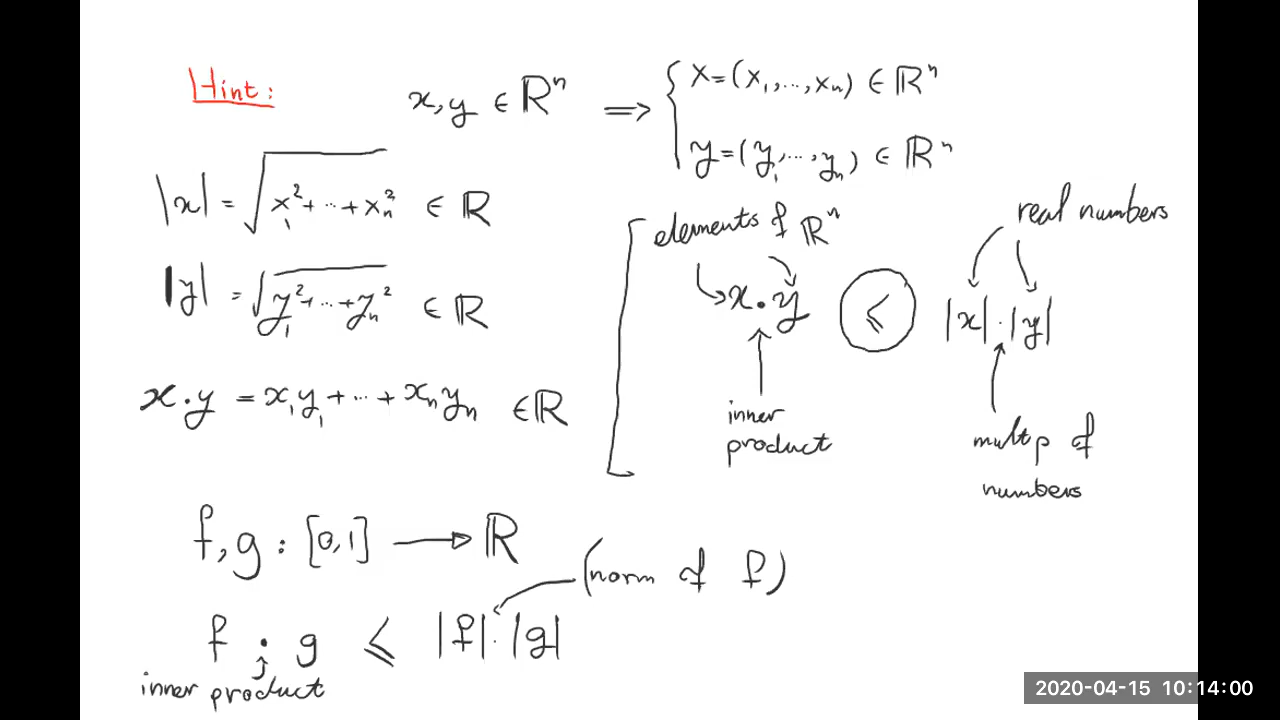 Hint:
x, y ∈ ℝⁿ ⟹ { x = (x₁, ..., xₙ) ∈ ℝⁿ
y = (y₁, ..., yₙ) ∈ ℝⁿ
|x| = √(x₁² + ... + xₙ²) ∈ ℝ
|y| = √(y₁² + ... + yₙ²) ∈ ℝ
x . y = x₁y₁ + ... + xₙyₙ ∈ ℝ
elements of ℝⁿ
real numbers
x . y ≤ |x| . |y|
inner
product
multp of
numbers
f, g : [0, 1] → ℝ
(norm of f)
f . g ≤ |f| . |g|
inner product
2020-04-15 10:14:00